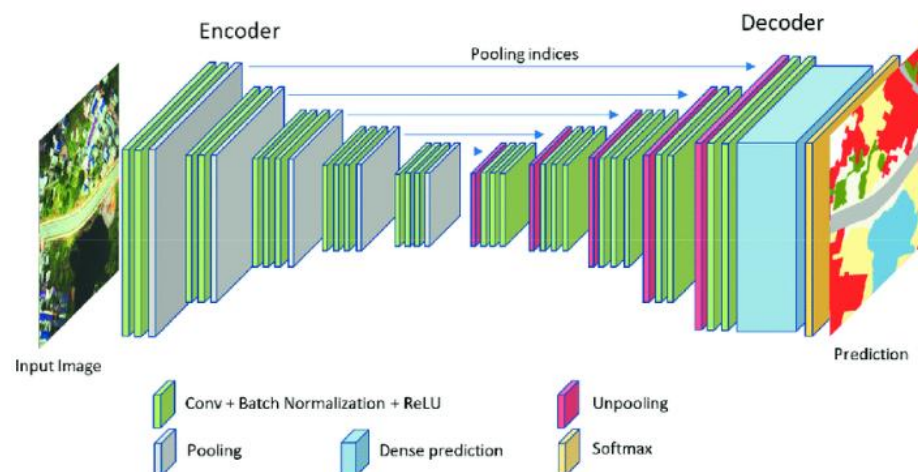 Encoder
Decoder
Pooling indices
Input Image
Prediction
Conv + Batch Normalization + ReLU
Unpooling
Pooling
Dense prediction
Softmax